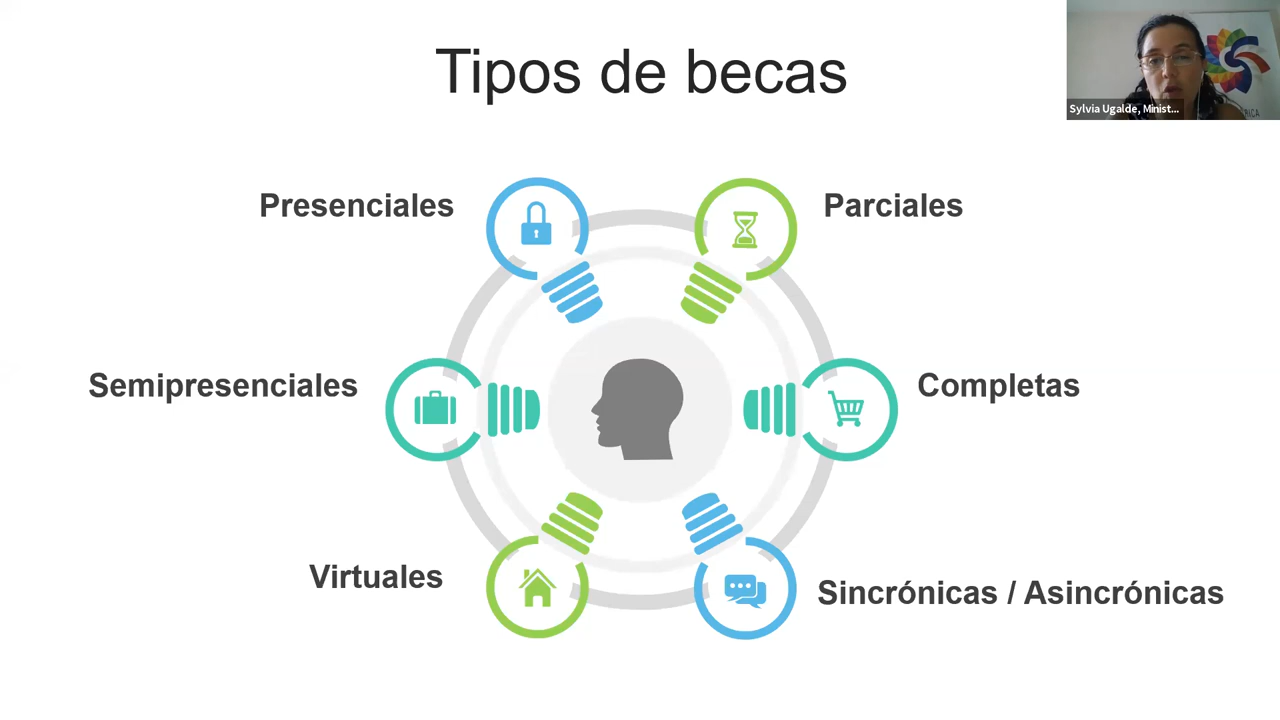 Tipos de becas
Sylvia Ugalde, Minist...
Presenciales
Parciales
Semipresenciales
Completas
Virtuales
Sincrónicas / Asincrónicas